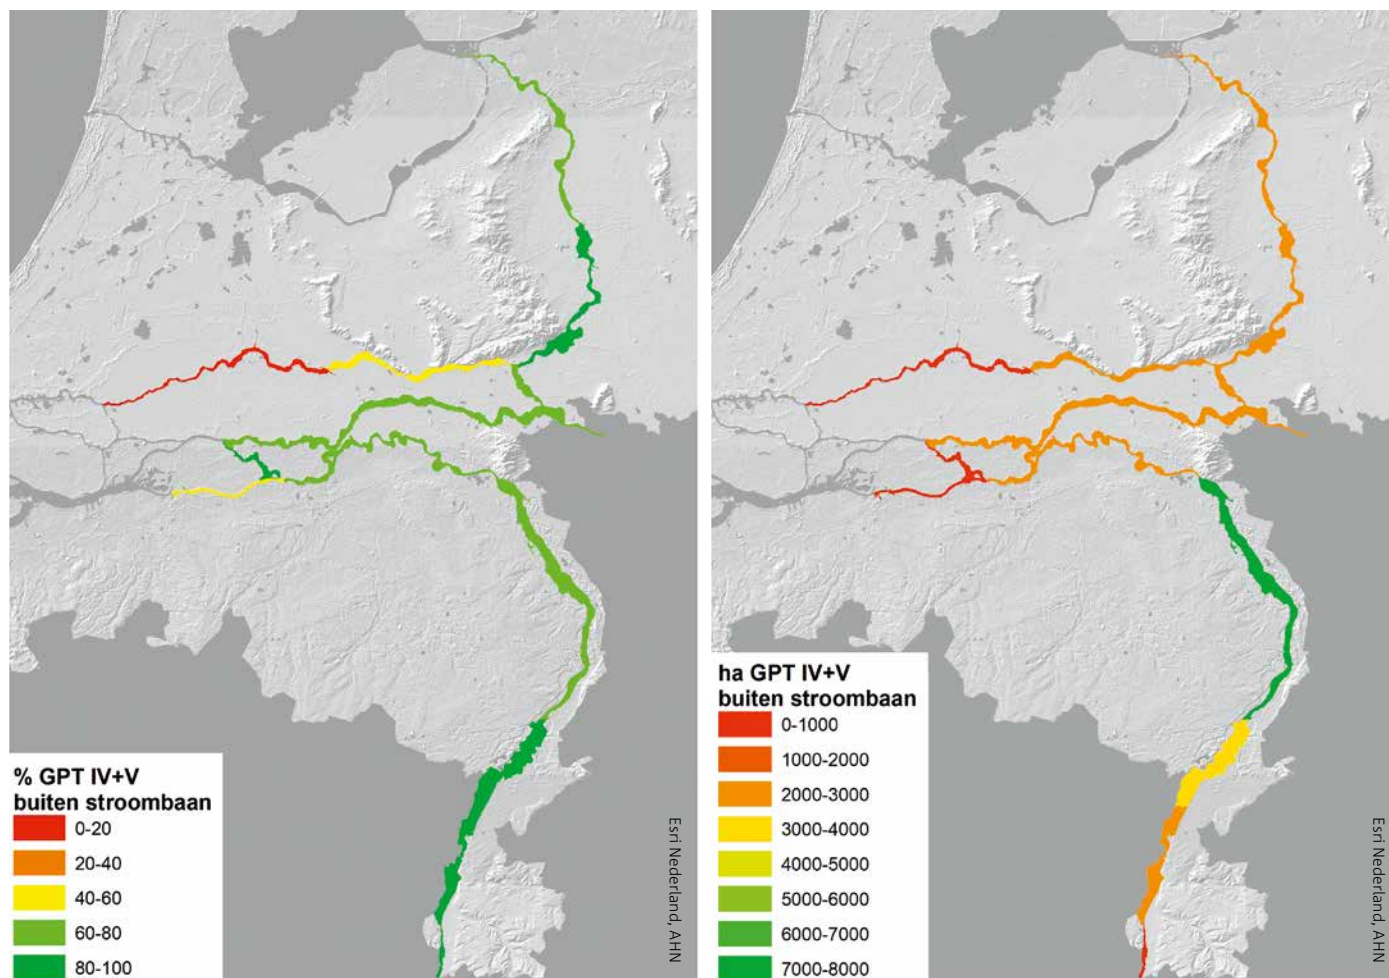 % GPT IV+V
buiten stroombaan
0-20
20-40
40-60
60-80
80-100
Esri Nederland, AHN
ha GPT IV+V
buiten stroombaan
0-1000
1000-2000
2000-3000
3000-4000
4000-5000
5000-6000
6000-7000
7000-8000
Esri Nederland, AHN